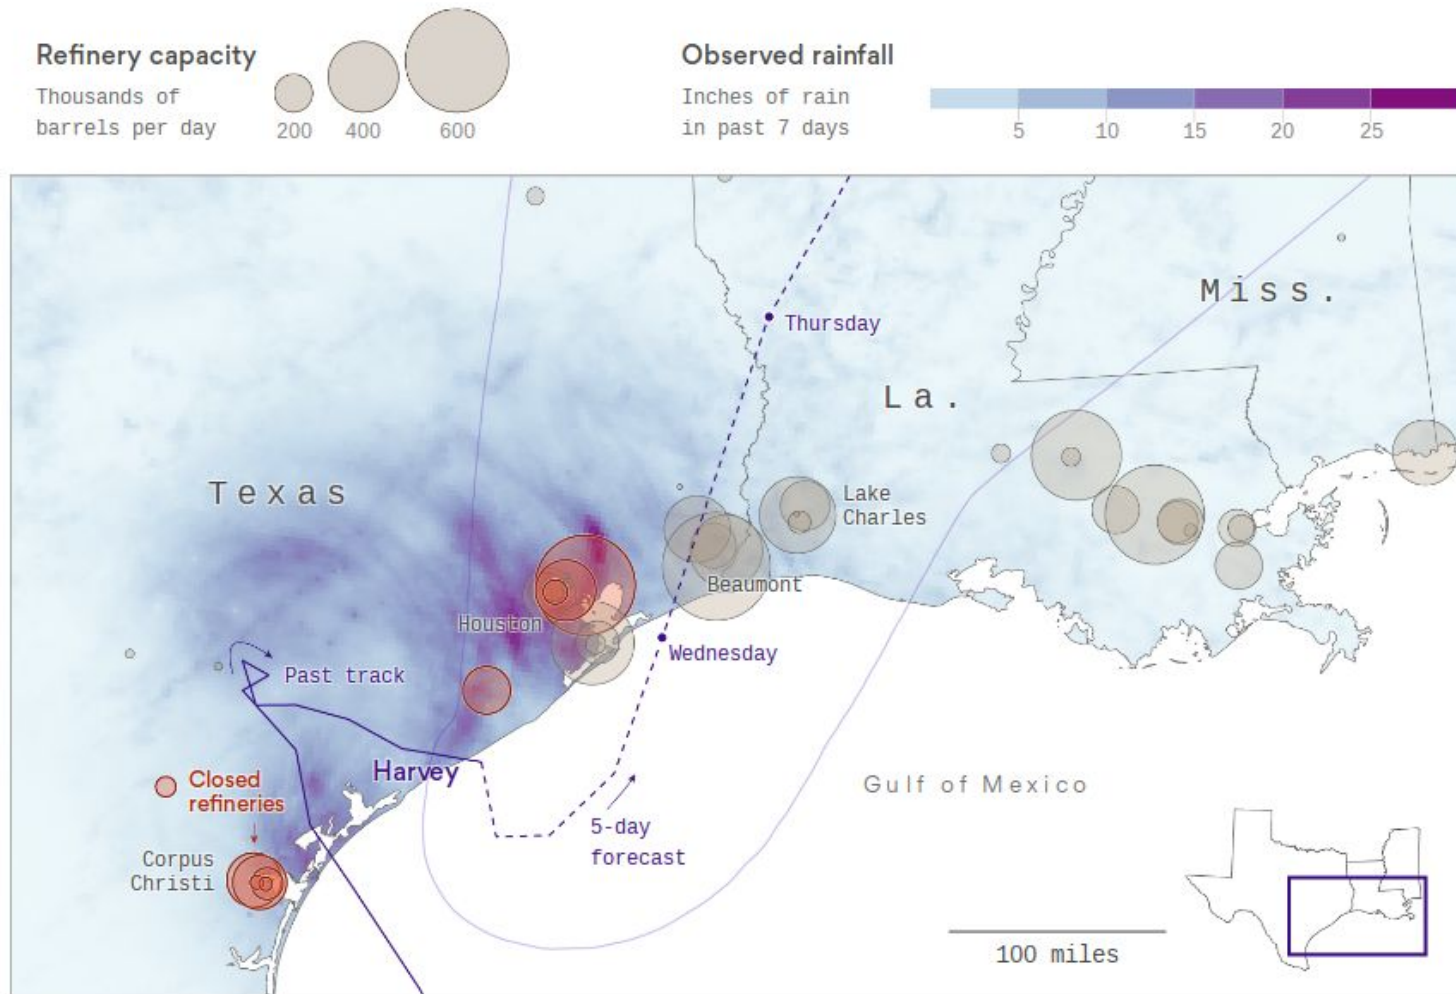 Refinery capacity
Thousands of
barrels per day
200
400
600
Observed rainfall
Inches of rain
in past 7 days
5
10
15
20
25
Thursday
Miss.
La.
Texas
Lake
Charles
Beaumont
Houston
Wednesday
Past track
Harvey
Closed
refineries
Gulf of Mexico
5-day
forecast
Corpus
Christi
100 miles